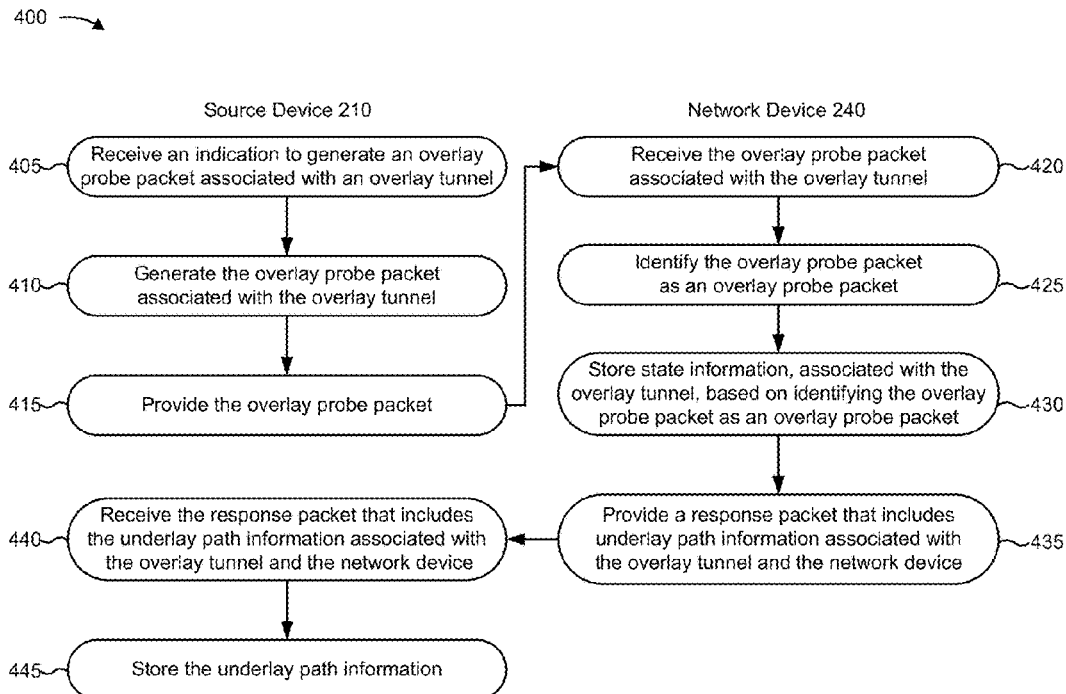 400
Source Device 210
Network Device 240
405
Receive an indication to generate an overlay
probe packet associated with an overlay tunnel
410
Generate the overlay probe packet
associated with the overlay tunnel
415
Provide the overlay probe packet
Receive the overlay probe packet
associated with the overlay tunnel
420
Identify the overlay probe packet
as an overlay probe packet
425
Store state information, associated with the
overlay tunnel, based on identifying the overlay
probe packet as an overlay probe packet
430
Provide a response packet that includes
underlay path information associated with
the overlay tunnel and the network device
435
440
Receive the response packet that includes
the underlay path information associated with
the overlay tunnel and the network device
445
Store the underlay path information